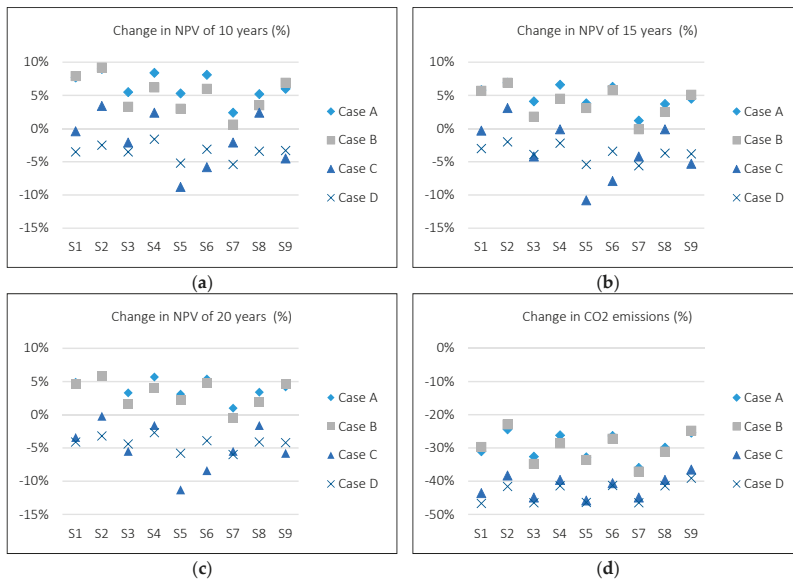 Change in NPV of 10 years (%)
10%
5%
0%
-5%
-10%
-15%
S1 S2 S3 S4 S5 S6 S7 S8 S9
Case A
Case B
Case C
Case D
(a)
Change in NPV of 15 years (%)
10%
5%
0%
-5%
-10%
-15%
S1 S2 S3 S4 S5 S6 S7 S8 S9
Case A
Case B
Case C
Case D
(b)
Change in NPV of 20 years (%)
10%
5%
0%
-5%
-10%
-15%
S1 S2 S3 S4 S5 S6 S7 S8 S9
Case A
Case B
Case C
Case D
(c)
Change in CO2 emissions (%)
0%
-10%
-20%
-30%
-40%
-50%
S1 S2 S3 S4 S5 S6 S7 S8 S9
Case A
Case B
Case C
Case D
(d)